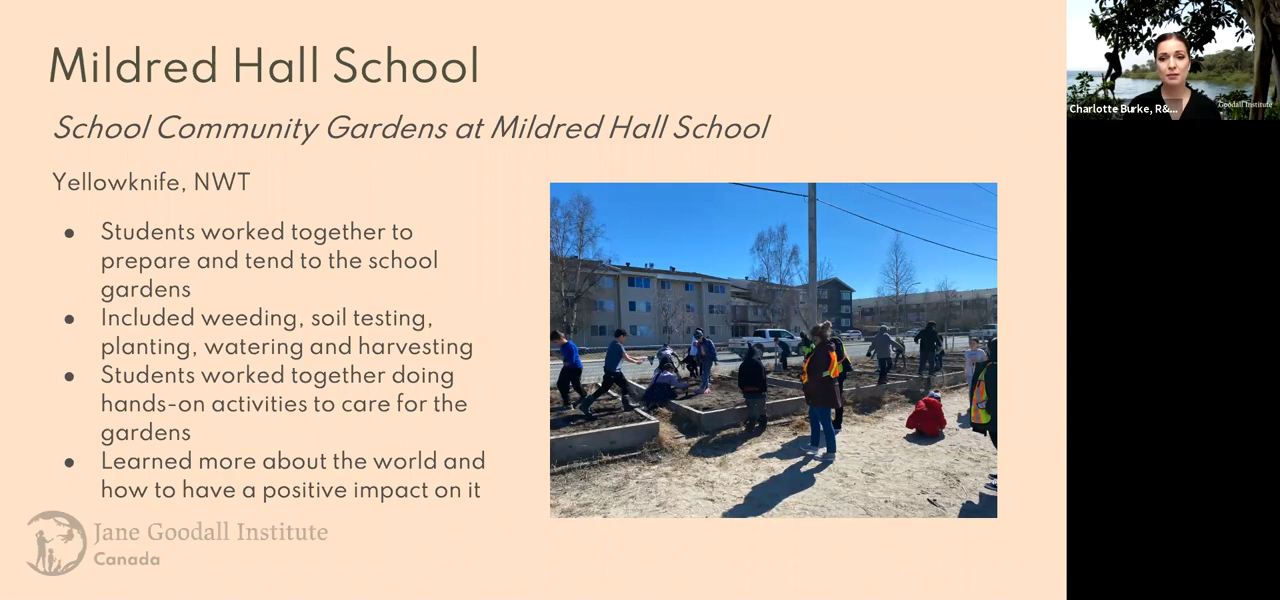 Mildred Hall School
School Community Gardens at Mildred Hall School
Yellowknife, NWT
● Students worked together to
prepare and tend to the school
gardens
● Included weeding, soil testing,
planting, watering and harvesting
● Students worked together doing
hands-on activities to care for the
gardens
● Learned more about the world and
how to have a positive impact on it
Jane Goodall Institute
Canada
Charlotte Burke, R&...
Goodall Institute